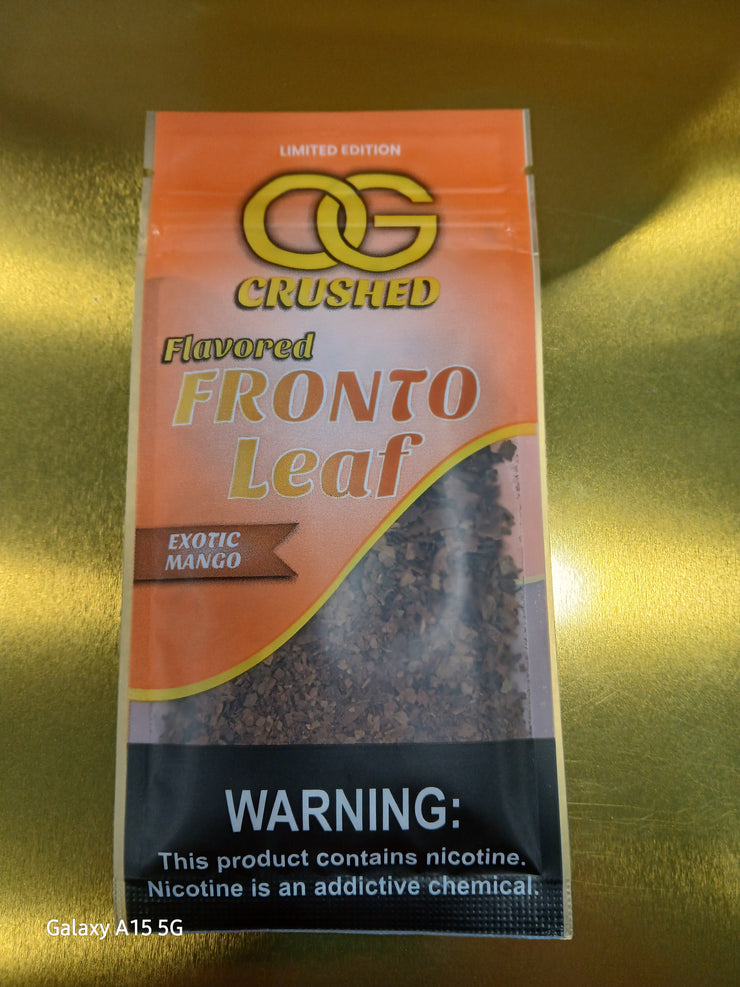 LIMITED EDITION
OG
CRUSHED
Flavored
FRONTO
Leaf
EXOTIC
MANGO
WARNING:
This product contains nicotine.
Nicotine is an addictive chemical.
Galaxy A15 5G